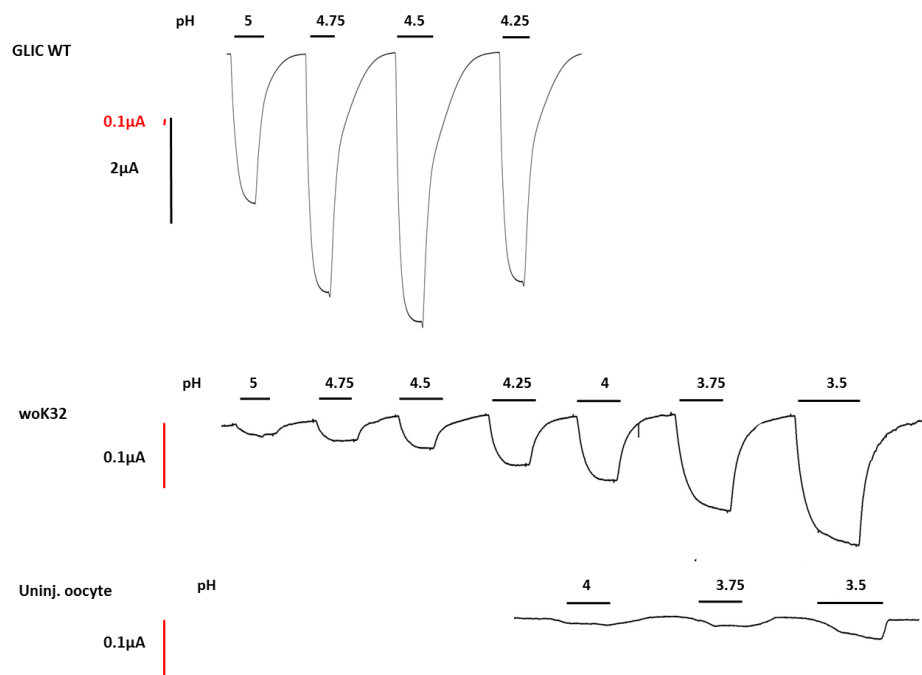 pH 5 4.75 4.5 4.25
GLIC WT
0.1µA
2µA
pH 5 4.75 4.5 4.25 4 3.75 3.5
woK32
0.1µA
Uninj. oocyte pH 4 3.75 3.5
0.1µA